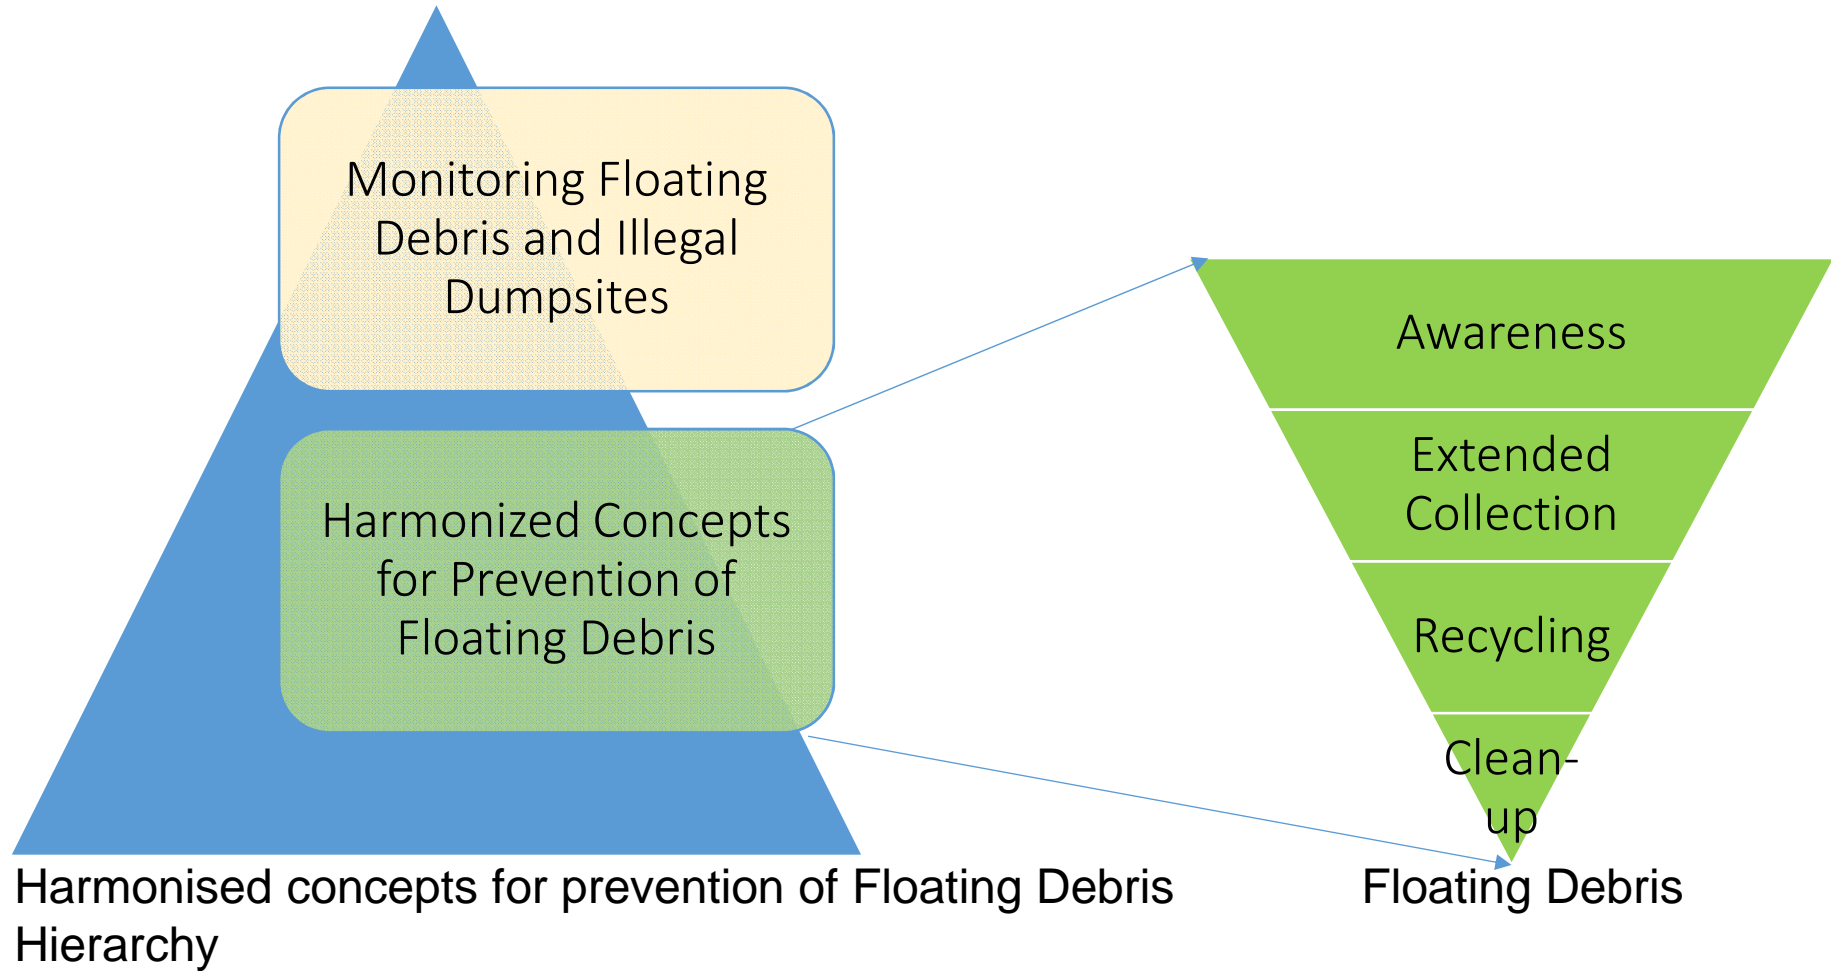 Monitoring Floating
Debris and Illegal
Dumpsites
Harmonized Concepts
for Prevention of
Floating Debris
Awareness
Extended
Collection
Recycling
Clean-
up
Harmonised concepts for prevention of Floating Debris
Hierarchy
Floating Debris